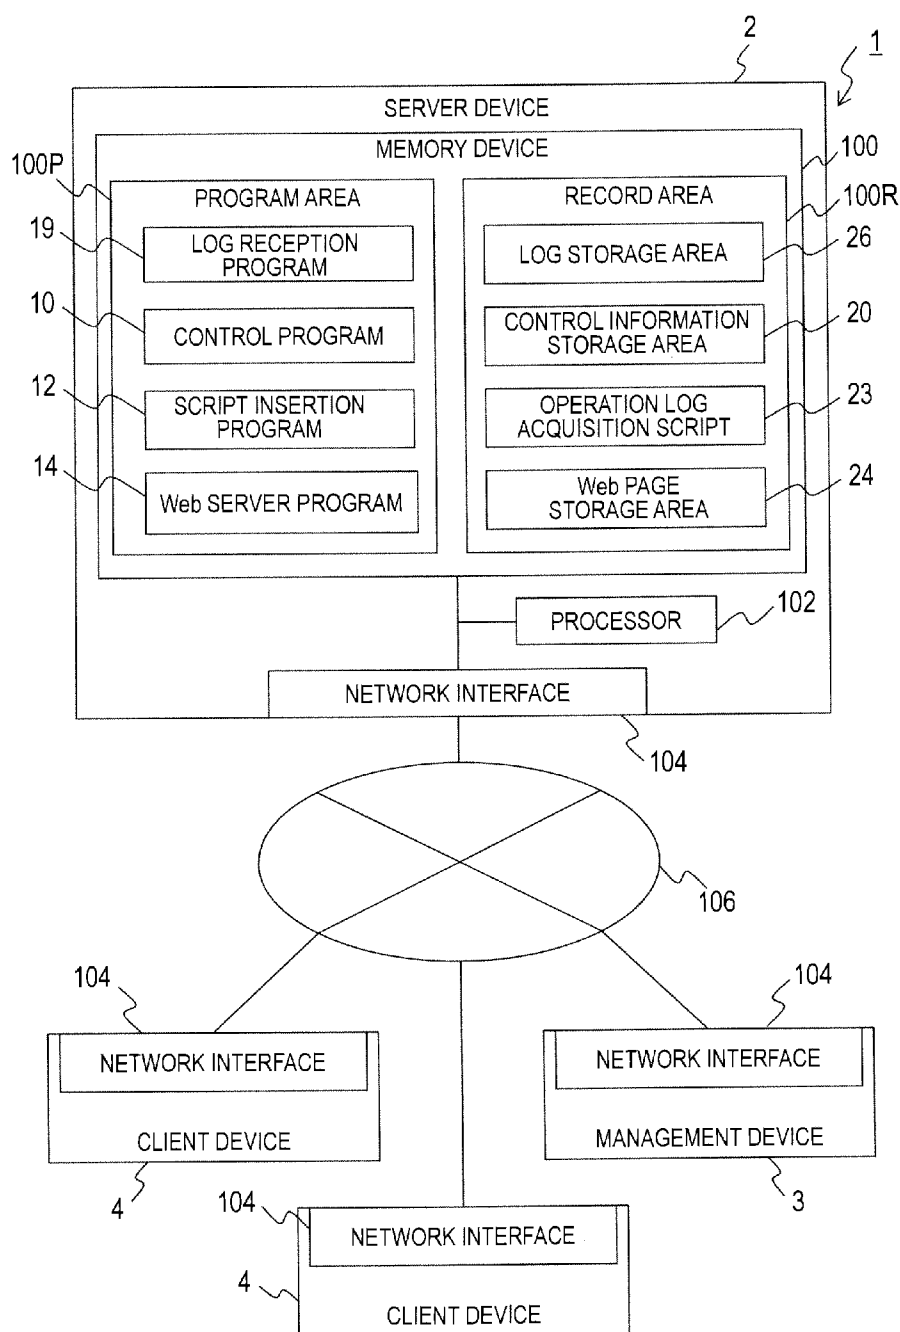 2
1
SERVER DEVICE
MEMORY DEVICE
100
100P
PROGRAM AREA
RECORD AREA
100R
19
LOG RECEPTION
PROGRAM
LOG STORAGE AREA
26
10
CONTROL PROGRAM
CONTROL INFORMATION
STORAGE AREA
20
12
SCRIPT INSERTION
PROGRAM
OPERATION LOG
ACQUISITION SCRIPT
23
14
Web SERVER PROGRAM
Web PAGE
STORAGE AREA
24
PROCESSOR
102
NETWORK INTERFACE
104
106
104
104
NETWORK INTERFACE
NETWORK INTERFACE
CLIENT DEVICE
MANAGEMENT DEVICE
4
3
104
NETWORK INTERFACE
4
CLIENT DEVICE